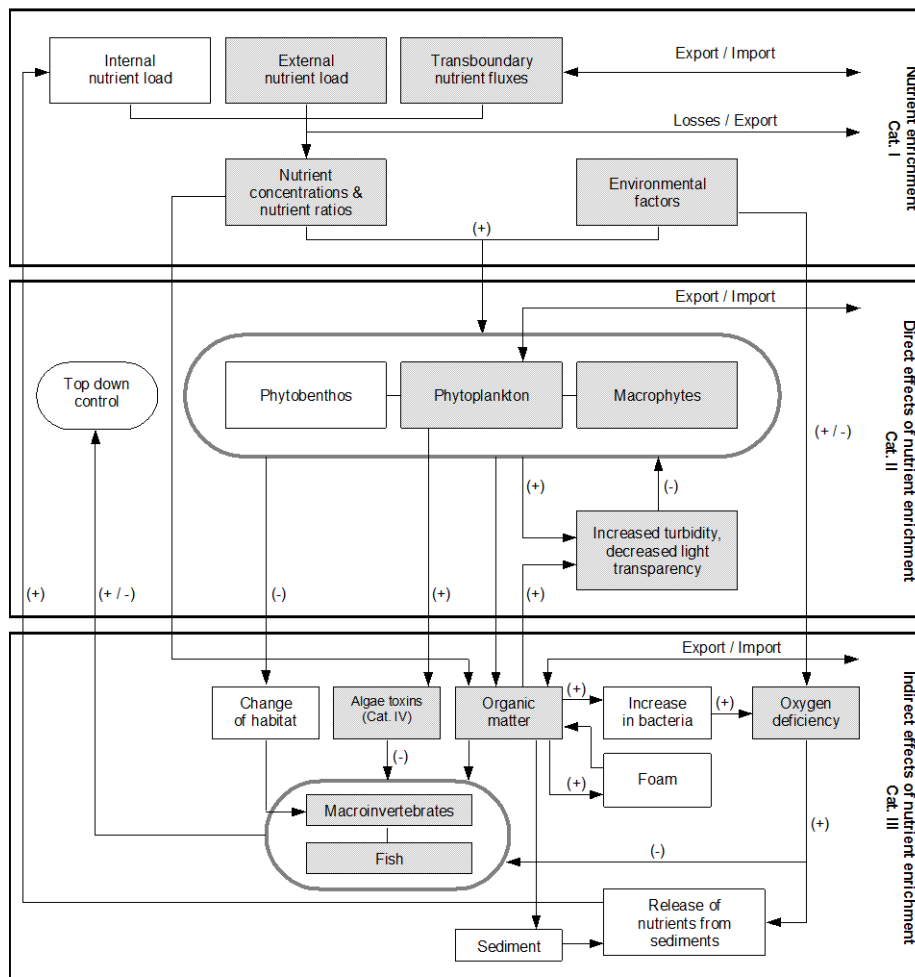 Internal
nutrient load
External
nutrient load
Transboundary
nutrient fluxes
Export / Import
Losses / Export
Nutrient
concentrations &
nutrient ratios
Environmental
factors
(+)
Nutrient enrichment
Cat. I
Export / Import
Top down
control
Phytobenthos
Phytoplankton
Macrophytes
(+ / -)
(+)
(-)
Increased turbidity,
decreased light
transparency
(+)
(+ / -)
(-)
(+)
(+)
Direct effects of nutrient enrichment
Cat. II
Export / Import
Change
of habitat
Algae toxins
(Cat. IV)
Organic
matter
(+)
Increase
in bacteria
(+)
Oxygen
deficiency
(-)
(+)
Foam
Macroinvertebrates
Fish
(+)
(-)
Sediment
Release of
nutrients from
sediments
Indirect effects of nutrient enrichment
Cat. III